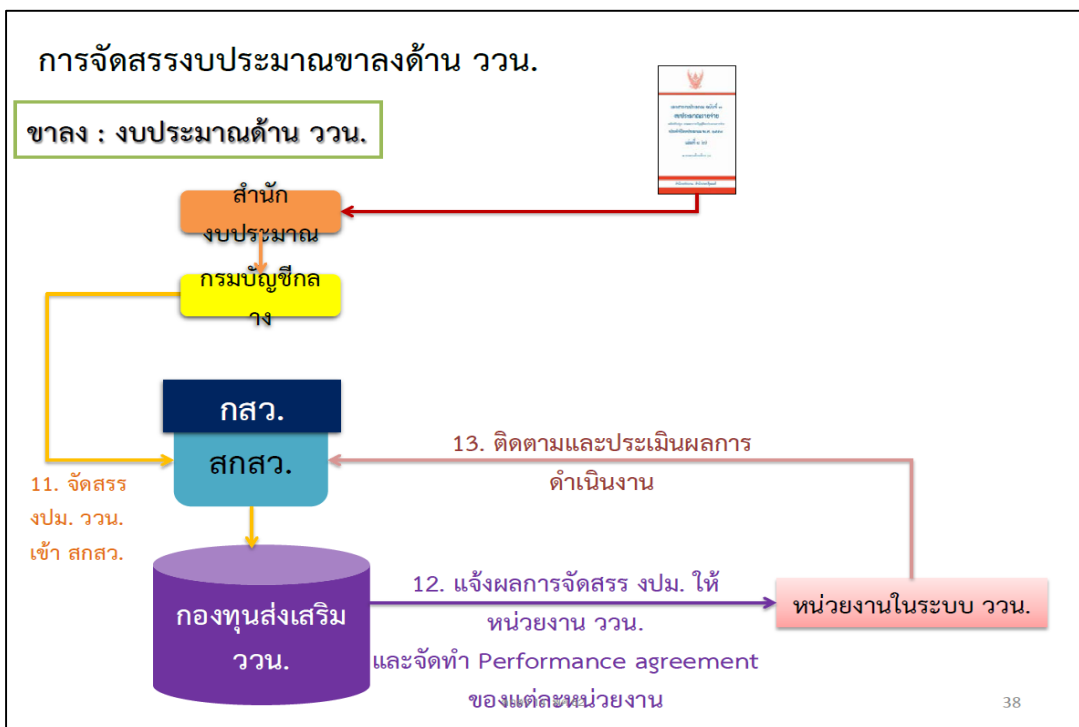 การจัดสรรงบประมาณขาลงด้าน ววน.
ขาลง : งบประมาณด้าน ววน.
สำนัก
งบประมาณ
กรมบัญชีกล
าง
กสว.
สกสว.
13. ติดตามและประเมินผลการ
ดำเนินงาน
11. จัดสรร
งปม. ววน.
เข้า สกสว.
กองทุนส่งเสริม
ววน.
12. แจ้งผลการจัดสรร งปม. ให้
หน่วยงาน ววน.
และจัดทำ Performance agreement
ของแต่ละหน่วยงาน
หน่วยงานในระบบ ววน.
38